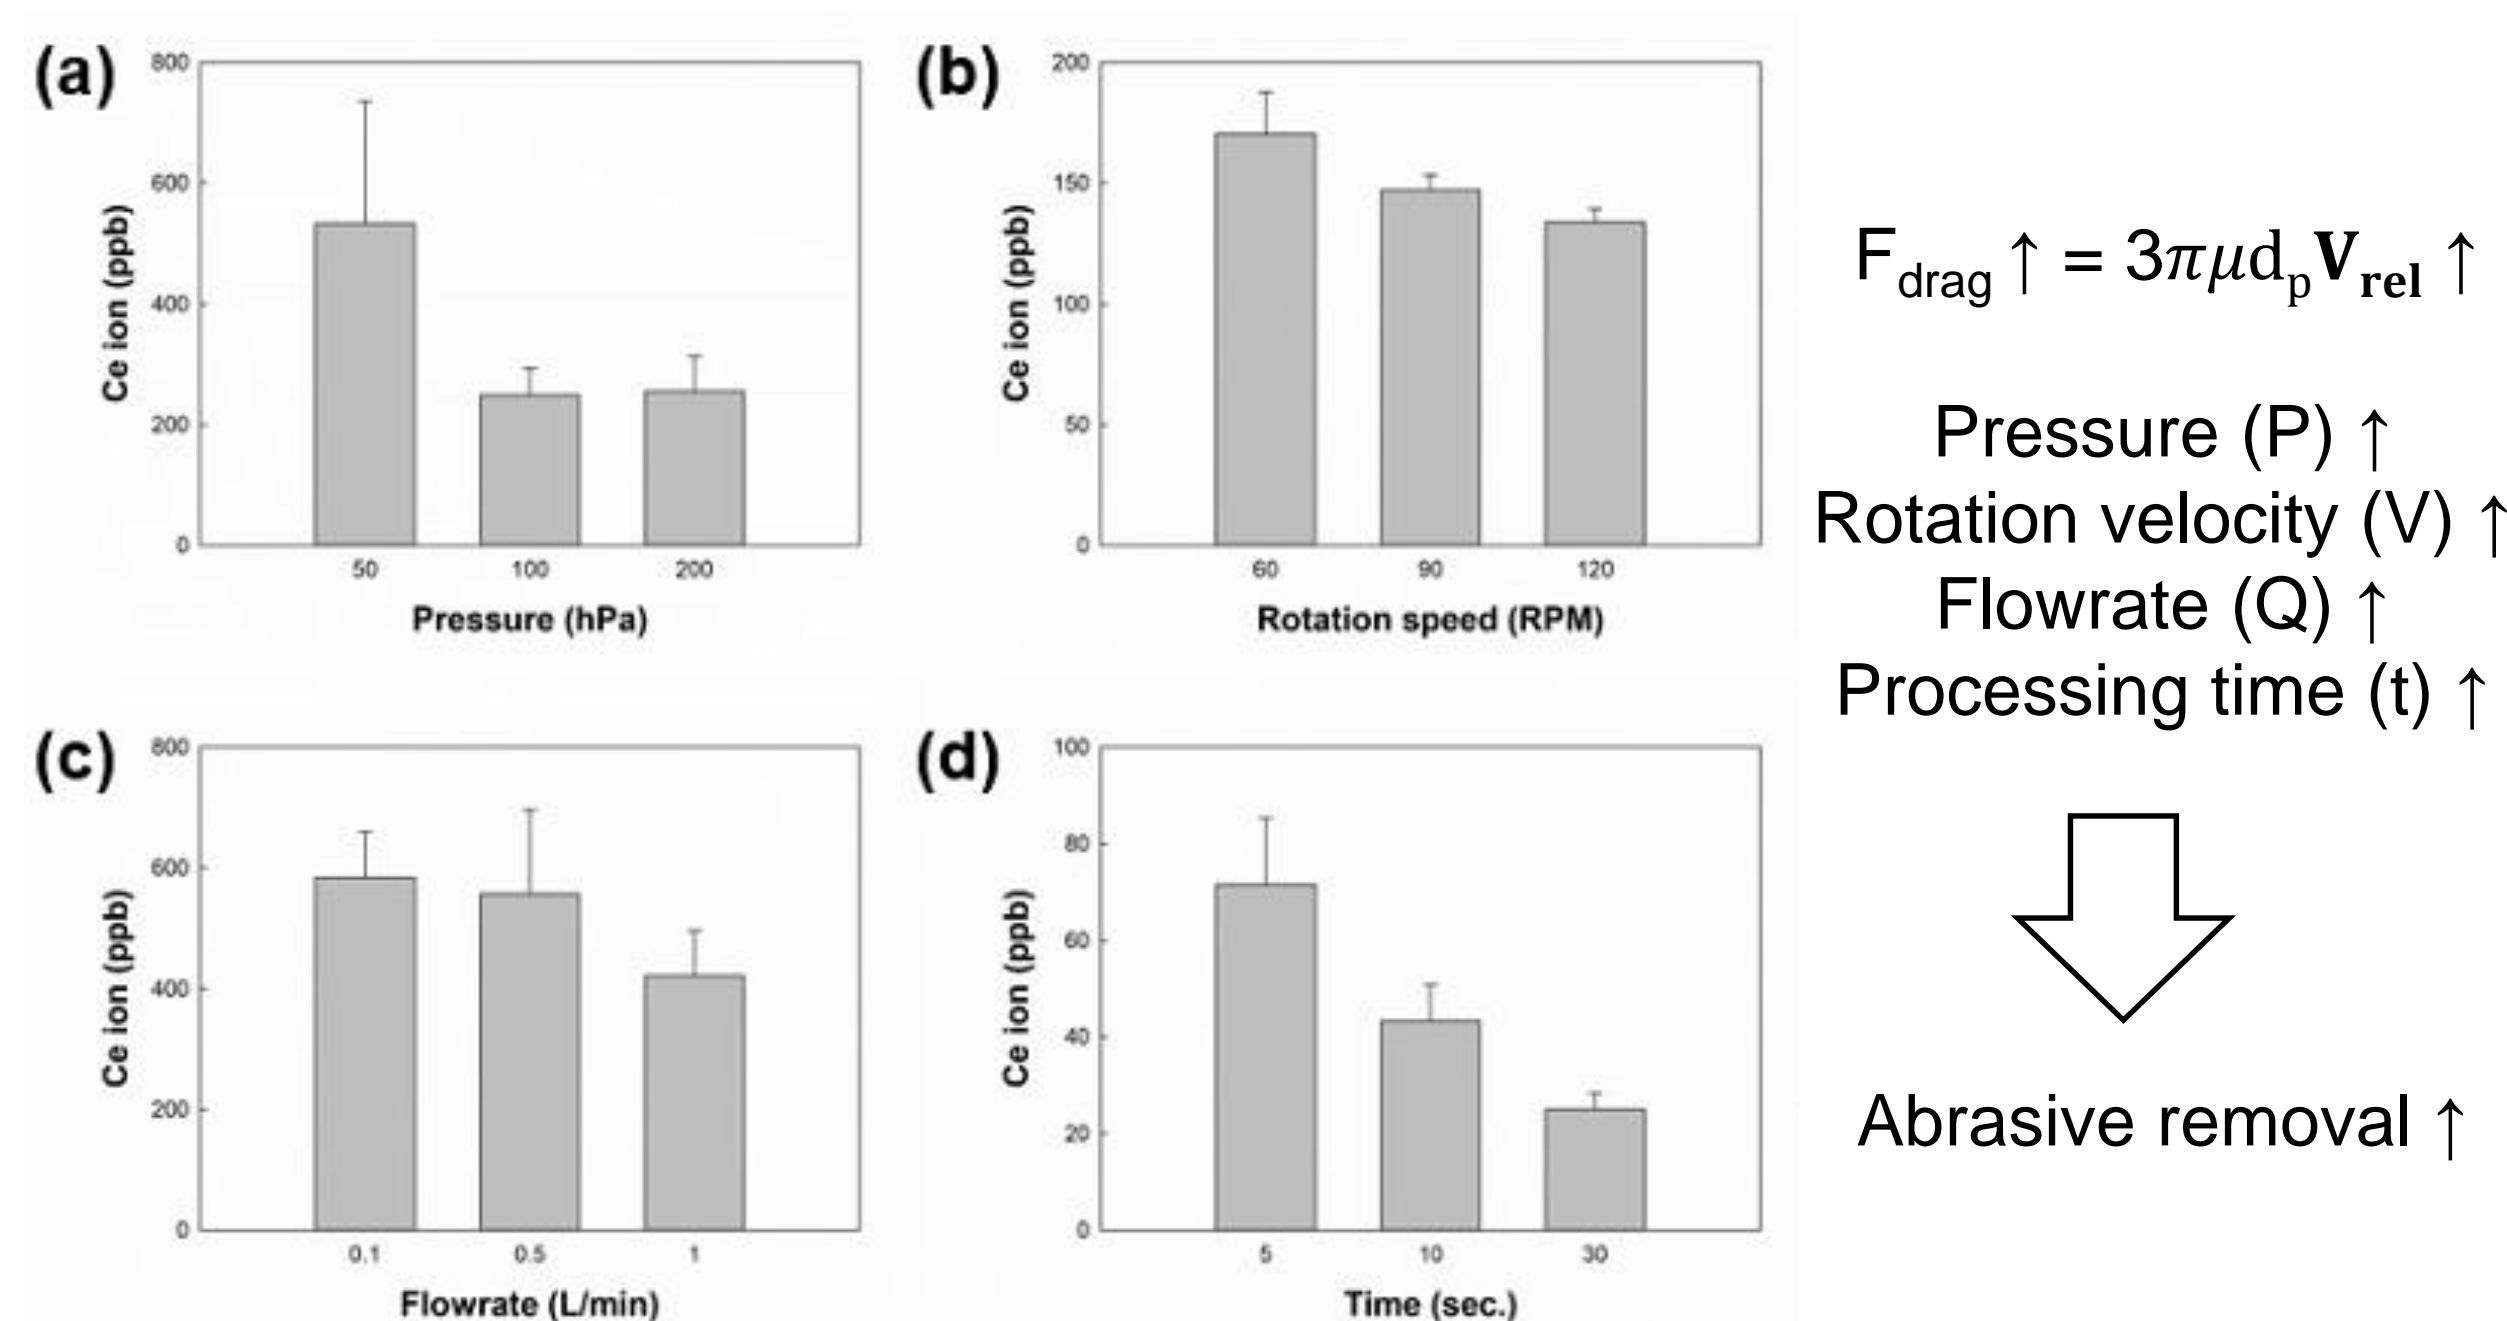 (a)
800
600
400
200
0
Ce ion (ppb)
50 100 200
Pressure (hPa)
(b)
200
150
100
50
0
Ce ion (ppb)
60 90 120
Rotation speed (RPM)
(c)
800
600
400
200
0
Ce ion (ppb)
0.1 0.5 1
Flowrate (L/min)
(d)
100
80
60
40
20
0
Ce ion (ppb)
5 10 30
Time (sec.)
F_drag ↑ = 3πμd_p V_rel ↑
Pressure (P) ↑
Rotation velocity (V) ↑
Flowrate (Q) ↑
Processing time (t) ↑
Abrasive removal ↑